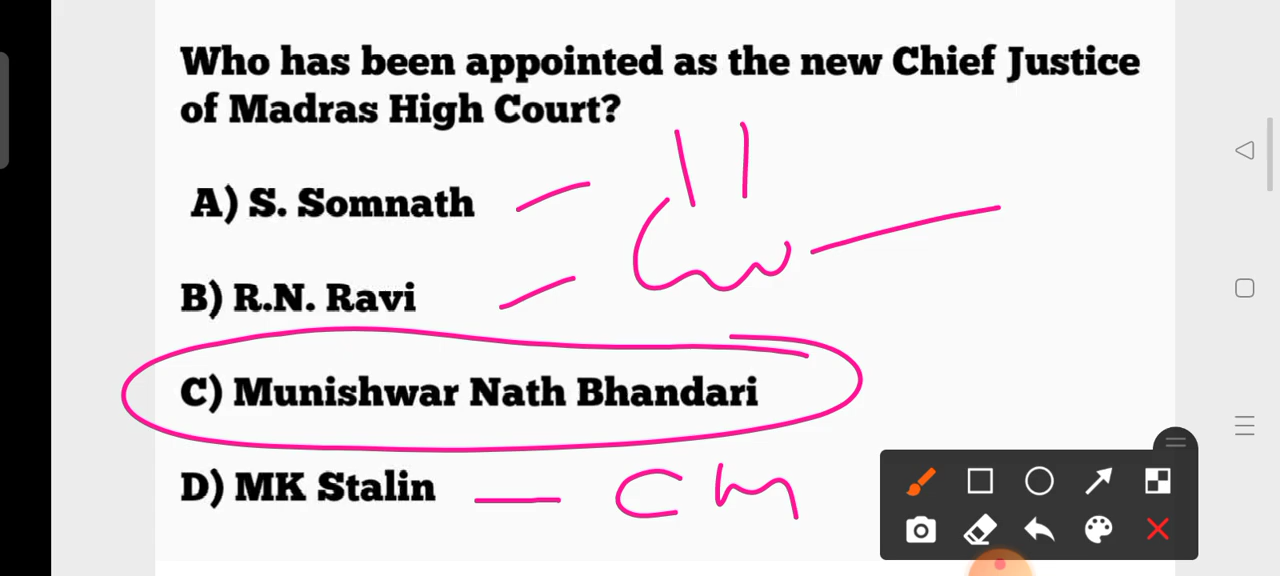 Who has been appointed as the new Chief Justice
of Madras High Court?
A) S. Somnath
B) R.N. Ravi
C) Munishwar Nath Bhandari
D) MK Stalin — CM